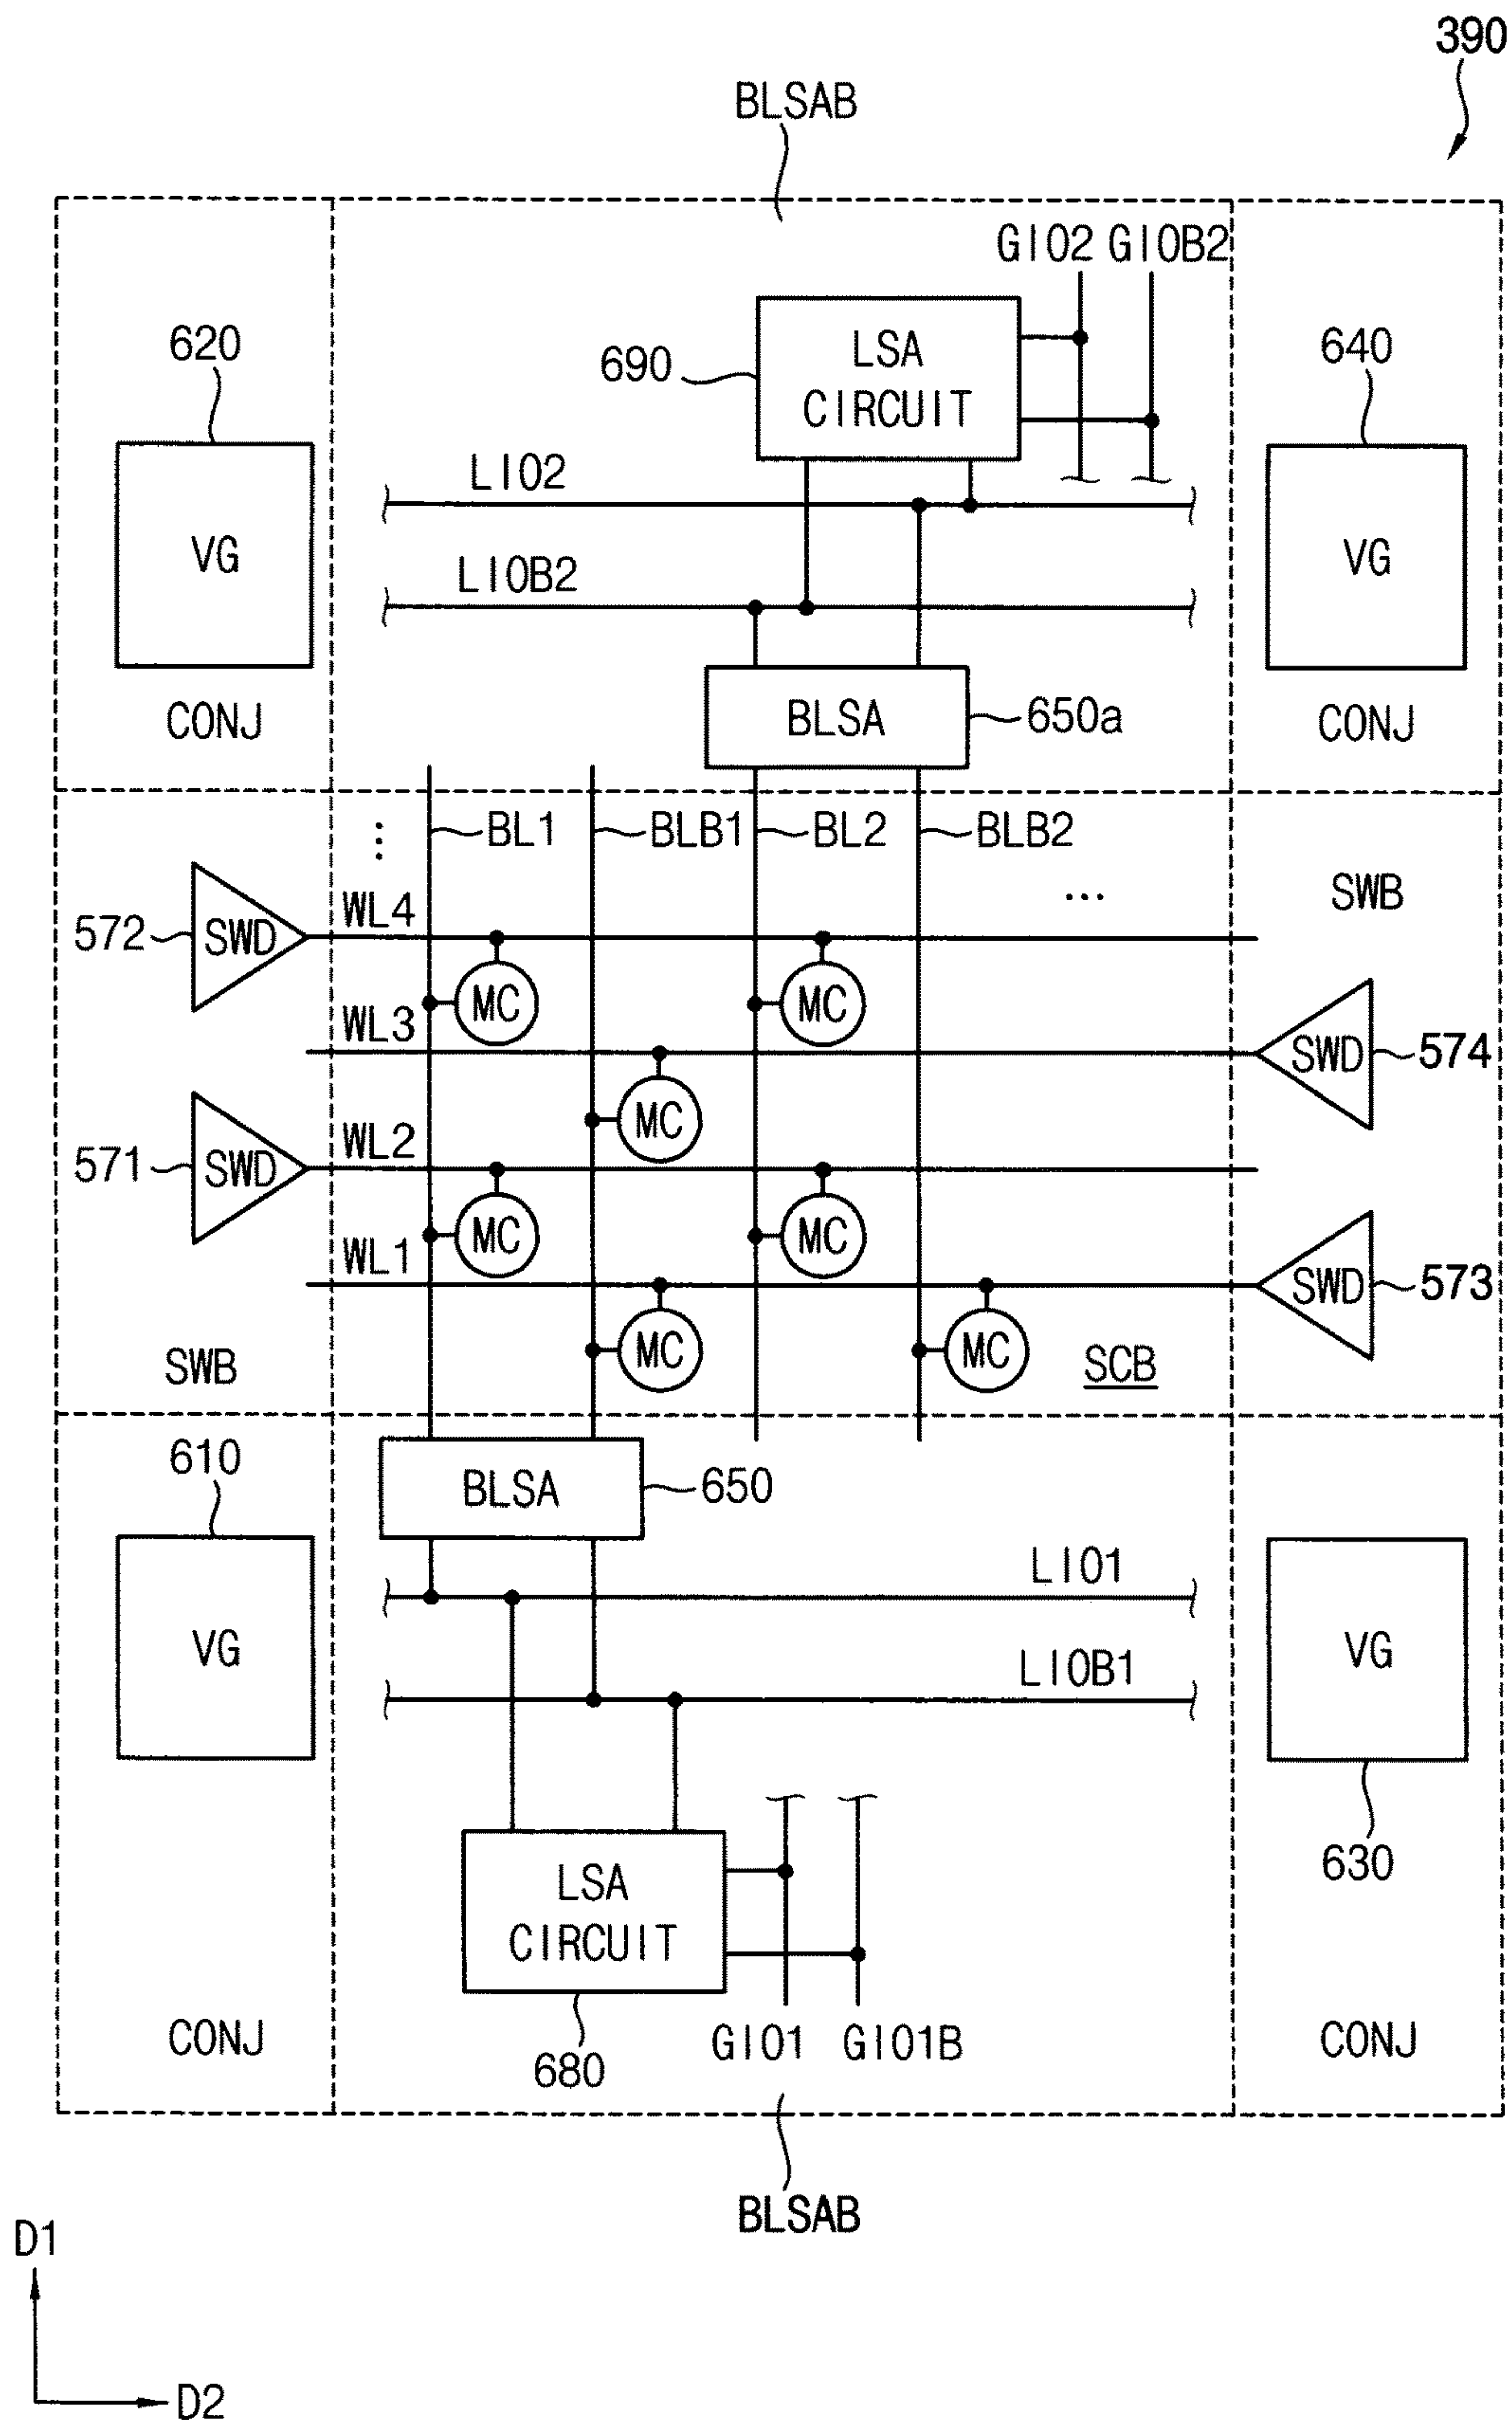 390
BLSAB
GIO2 GIOB2
620
690
LSA
CIRCUIT
640
LIO2
VG
VG
LIOB2
CONJ
BLSA
650a
CONJ
⋮
BL1
BLB1
BL2
BLB2
...
SWB
572
SWD
WL4
MC
MC
WL3
SWD
574
MC
571
SWD
WL2
MC
MC
WL1
SWD
573
MC
MC
SWB
SCB
610
BLSA
650
LIO1
VG
VG
LIOB1
630
LSA
CIRCUIT
CONJ
680
GIO1
GIO1B
CONJ
BLSAB
D1
D2